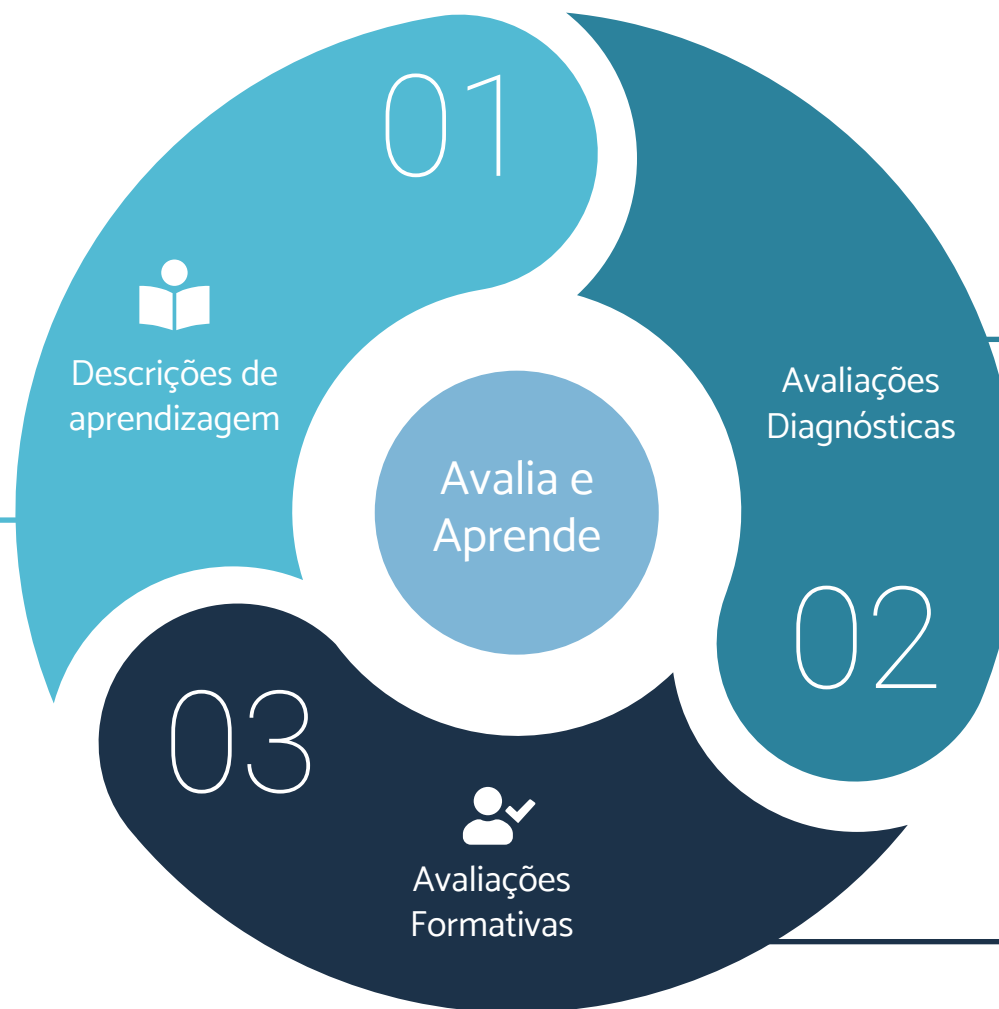 01
Descrições de
aprendizagem
Avaliações
Diagnósticas
02
Avalia e
Aprende
03
Avaliações
Formativas